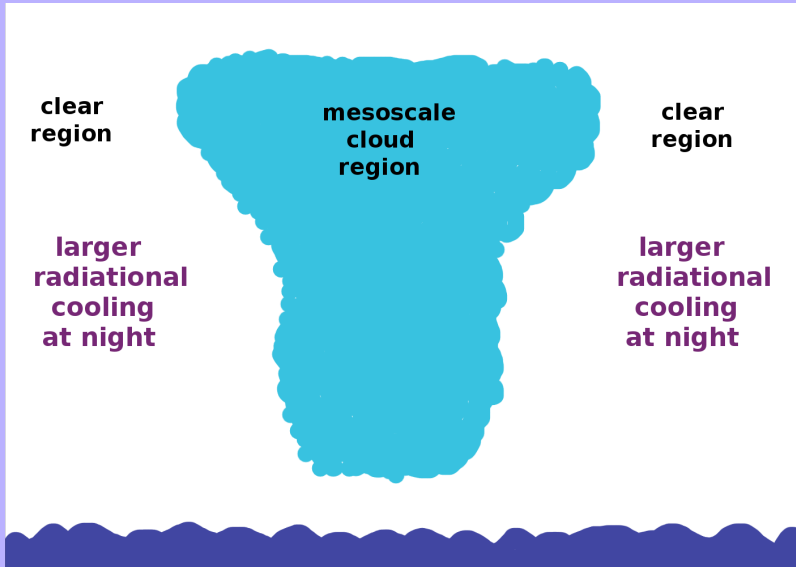 clear
region
mesoscale
cloud
region
clear
region
larger
radiational
cooling
at night
larger
radiational
cooling
at night